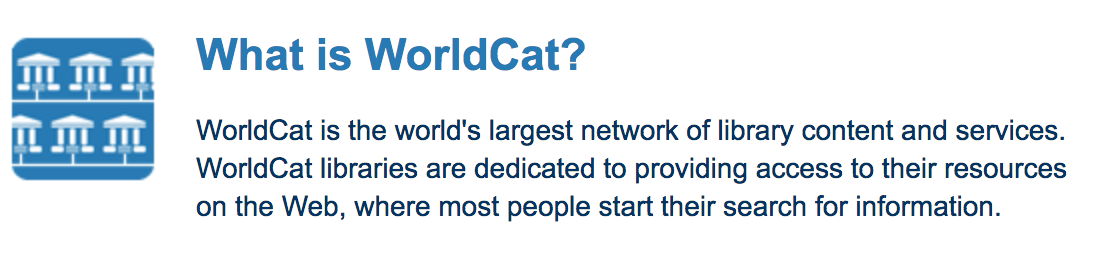 What is WorldCat?
WorldCat is the world's largest network of library content and services.
WorldCat libraries are dedicated to providing access to their resources
on the Web, where most people start their search for information.